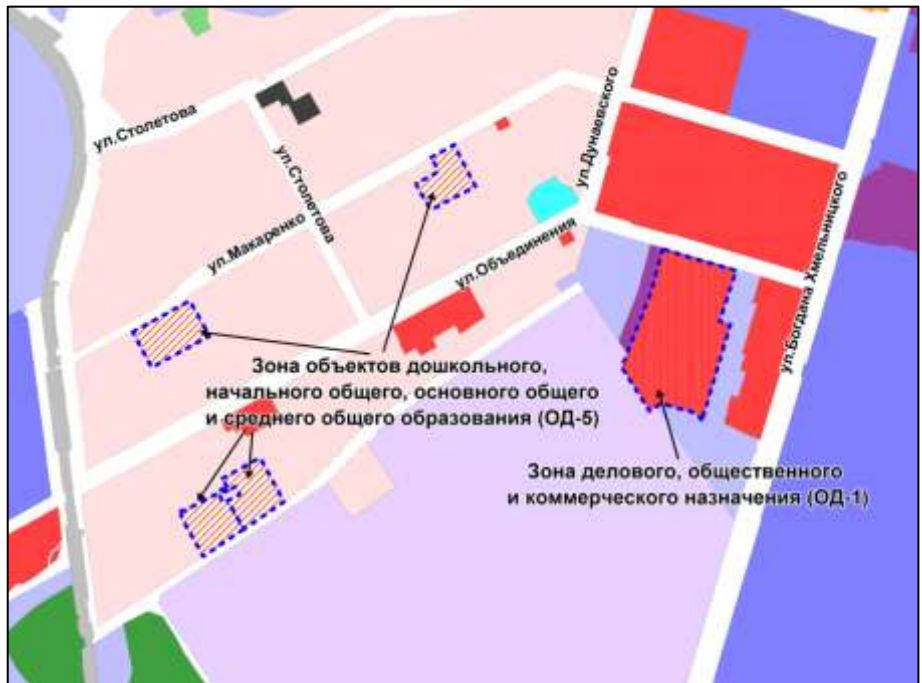 ул.Столетова
ул.Столетова
ул.Макаренко
ул.Объединения
ул.Дунаевского
ул.Богдана Хмельницкого
Зона объектов дошкольного,
начального общего, основного общего
и среднего общего образования (ОД-5)
Зона делового, общественного
и коммерческого назначения (ОД-1)